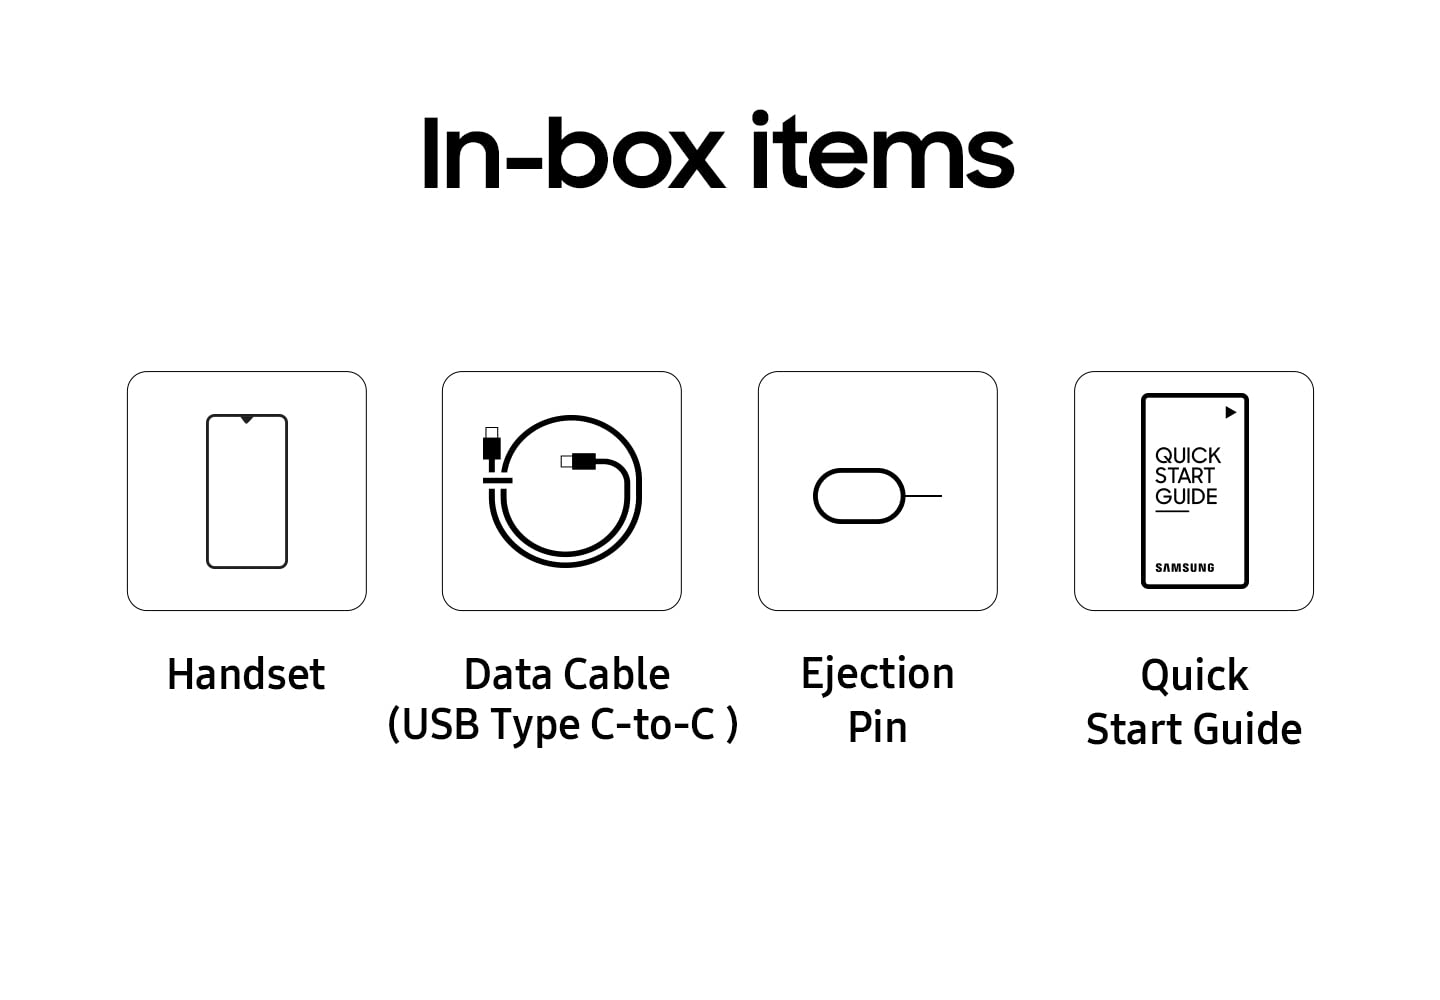 In-box items
QUICK
START
GUIDE
SAMSUNG
Handset
Data Cable
(USB Type C-to-C )
Ejection
Pin
Quick
Start Guide